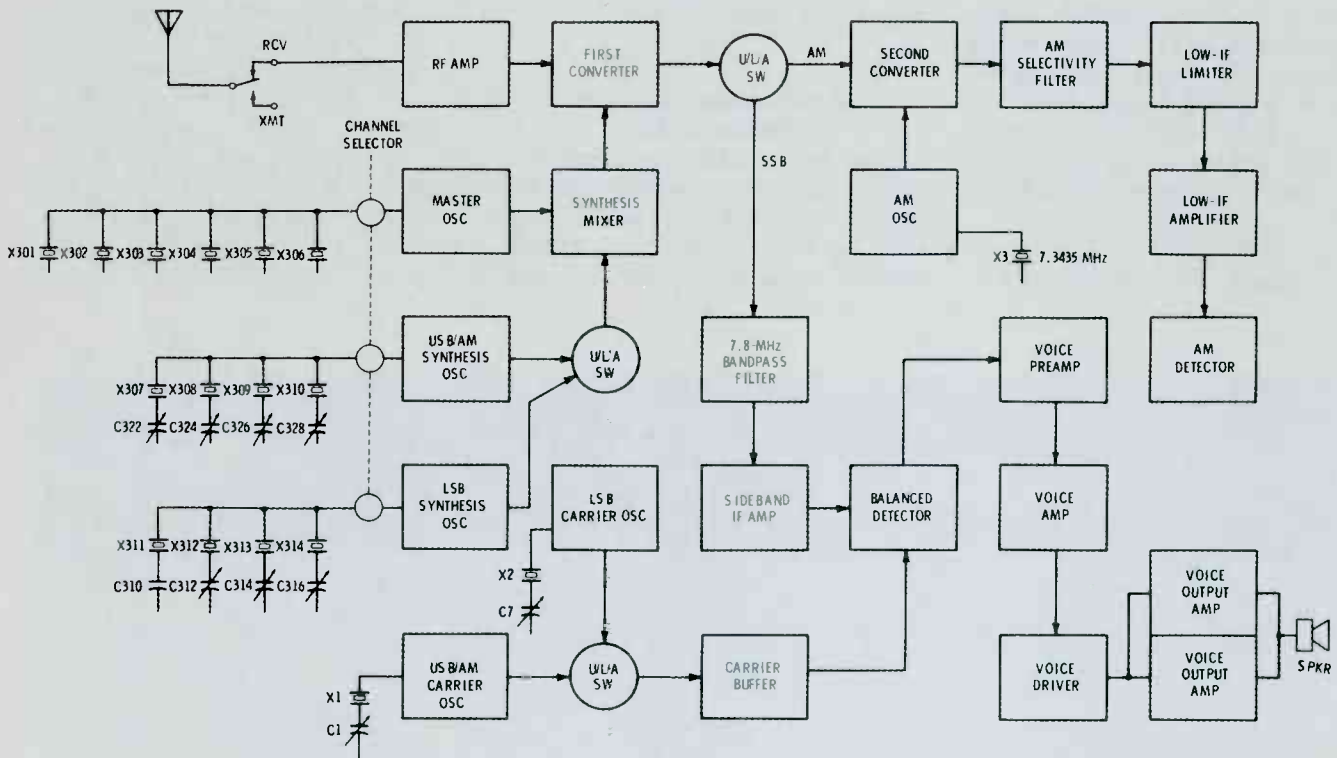 RCV
XMT
RF AMP
FIRST
CONVERTER
U/L/A
SW
AM
SSB
SECOND
CONVERTER
AM
SELECTIVITY
FILTER
LOW-IF
LIMITER
CHANNEL
SELECTOR
X301
X302
X303
X304
X305
X306
MASTER
OSC
SYNTHESIS
MIXER
AM
OSC
X3
7.3435 MHz
LOW-IF
AMPLIFIER
X307
X308
X309
X310
C322
C324
C326
C328
USB/AM
SYNTHESIS
OSC
U/L/A
SW
7.8-MHz
BANDPASS
FILTER
VOICE
PREAMP
AM
DETECTOR
X311
X312
X313
X314
C310
C312
C314
C316
LSB
SYNTHESIS
OSC
LSB
CARRIER OSC
X2
C7
SIDEBAND
IF AMP
BALANCED
DETECTOR
VOICE
AMP
X1
C1
USB/AM
CARRIER
OSC
U/L/A
SW
CARRIER
BUFFER
VOICE
DRIVER
VOICE
OUTPUT
AMP
VOICE
OUTPUT AMP
SPKR